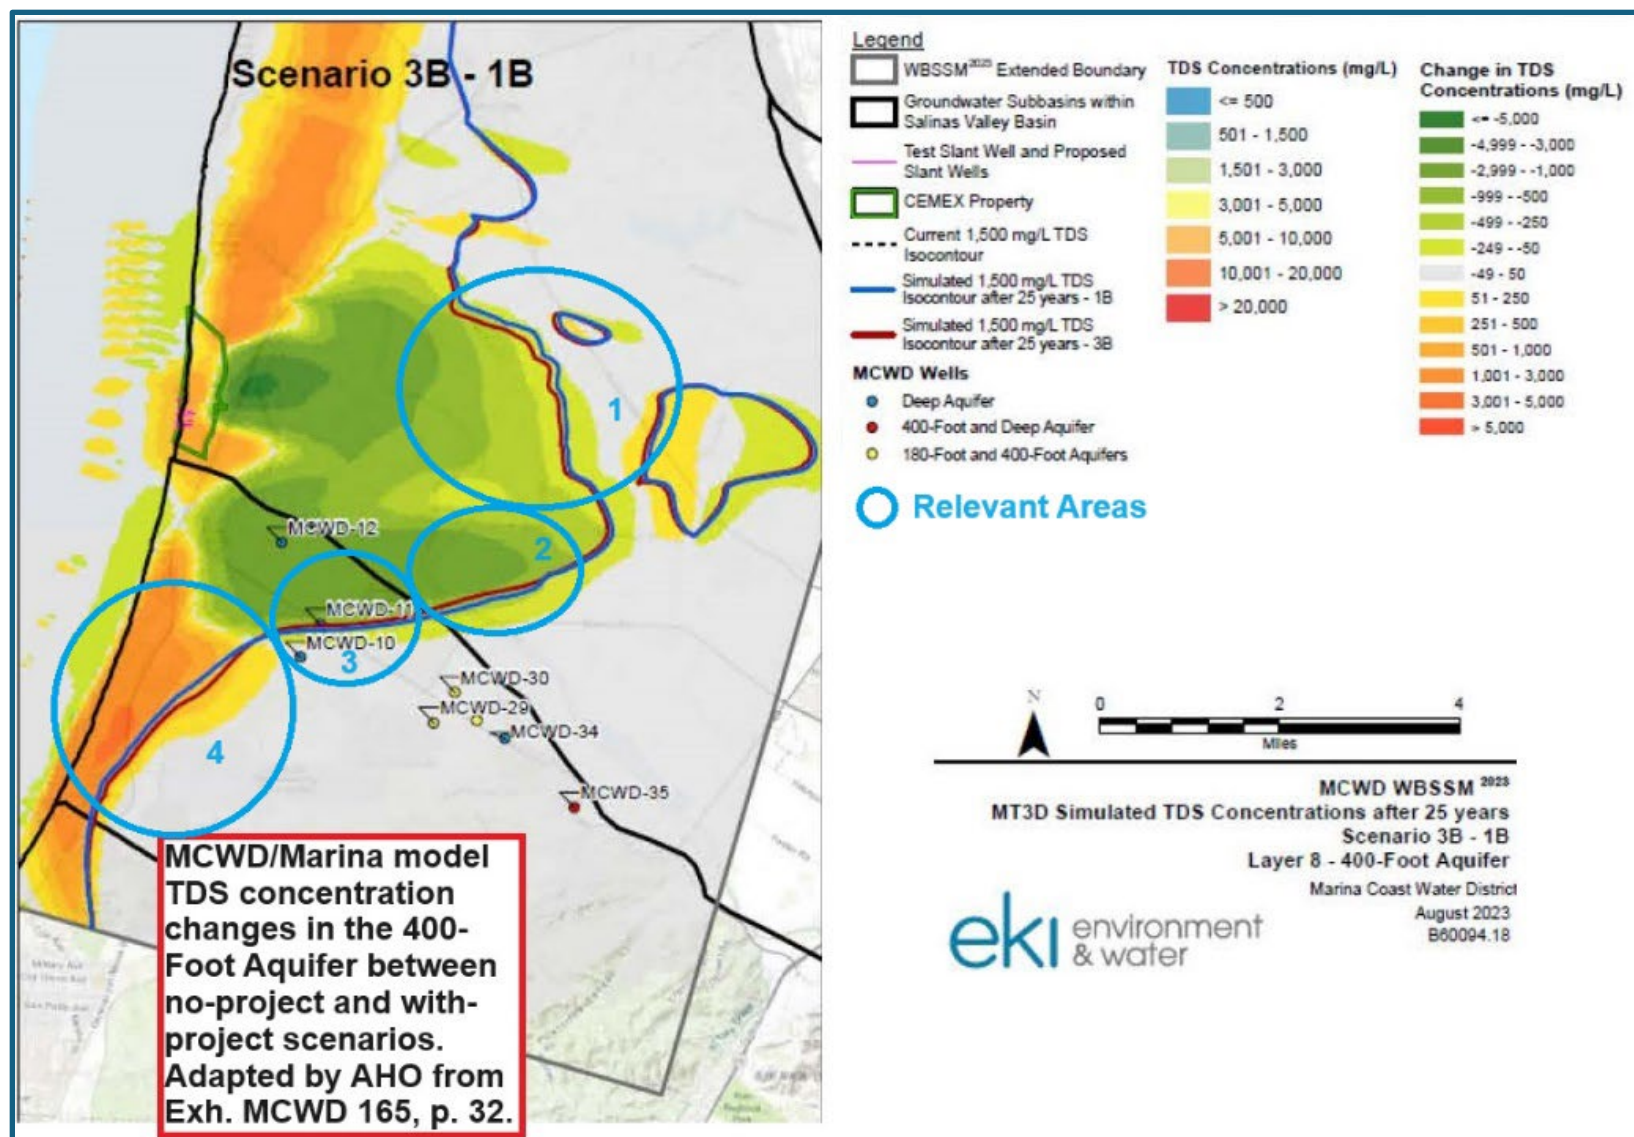 Scenario 3B - 1B
1
2
3
4
MCWD-12
MCWD-11
MCWD-10
MCWD-30
MCWD-29
MCWD-34
MCWD-35
MCWD/Marina model
TDS concentration
changes in the 400-
Foot Aquifer between
no-project and with-
project scenarios.
Adapted by AHO from
Exh. MCWD 165, p. 32.
Legend
WBSSM2023 Extended Boundary
Groundwater Subbasins within
Salinas Valley Basin
Test Slant Well and Proposed
Slant Wells
CEMEX Property
Current 1,500 mg/L TDS
Isocontour
Simulated 1,500 mg/L TDS
Isocontour after 25 years - 1B
Simulated 1,500 mg/L TDS
Isocontour after 25 years - 3B
MCWD Wells
Deep Aquifer
400-Foot and Deep Aquifer
180-Foot and 400-Foot Aquifers
Relevant Areas
TDS Concentrations (mg/L)
<= 500
501 - 1,500
1,501 - 3,000
3,001 - 5,000
5,001 - 10,000
10,001 - 20,000
> 20,000
Change in TDS
Concentrations (mg/L)
<= -5,000
-4,999 - -3,000
-2,999 - -1,000
-999 - -500
-499 - -250
-249 - -50
-49 - 50
51 - 250
251 - 500
501 - 1,000
1,001 - 3,000
3,001 - 5,000
> 5,000
N
0 2 4
Miles
MCWD WBSSM 2023
MT3D Simulated TDS Concentrations after 25 years
Scenario 3B - 1B
Layer 8 - 400-Foot Aquifer
Marina Coast Water District
August 2023
B60094.18
eki environment
& water